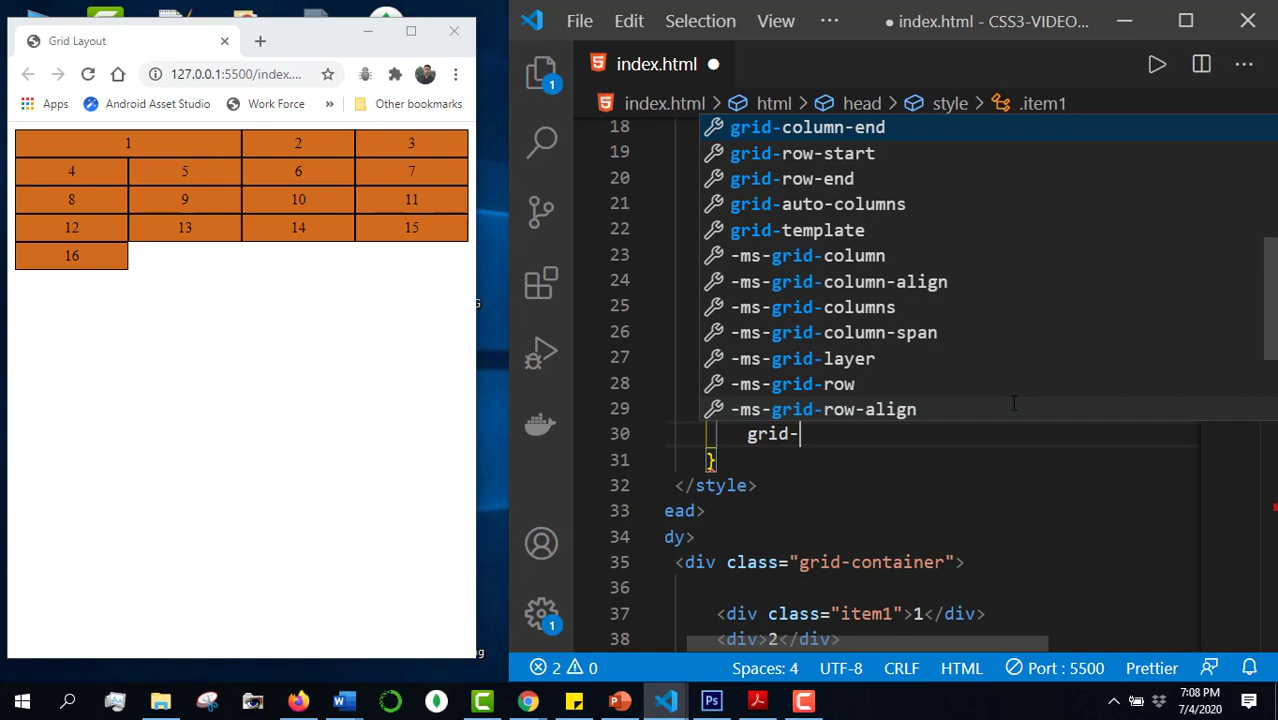 Grid Layout
127.0.0.1:5500/index....
Apps
Android Asset Studio
Work Force
»
Other bookmarks
1
2
3
4
5
6
7
8
9
10
11
12
13
14
15
16
File
Edit
Selection
View
···
● index.html - CSS3-VIDEO...
1
index.html
index.html > html > head > style > .item1
18
19
20
21
22
23
24
25
26
27
28
29
grid-column-end
grid-row-start
grid-row-end
grid-auto-columns
grid-template
-ms-grid-column
-ms-grid-column-align
-ms-grid-columns
-ms-grid-column-span
-ms-grid-layer
-ms-grid-row
-ms-grid-row-align
30 grid-
31 }
32 </style>
33 ead>
34 dy>
35 <div class="grid-container">
36
37 <div class="item1">1</div>
38 <div>2</div>
1
2
0
Spaces: 4
UTF-8
CRLF
HTML
Port : 5500
Prettier
7:08 PM
7/4/2020